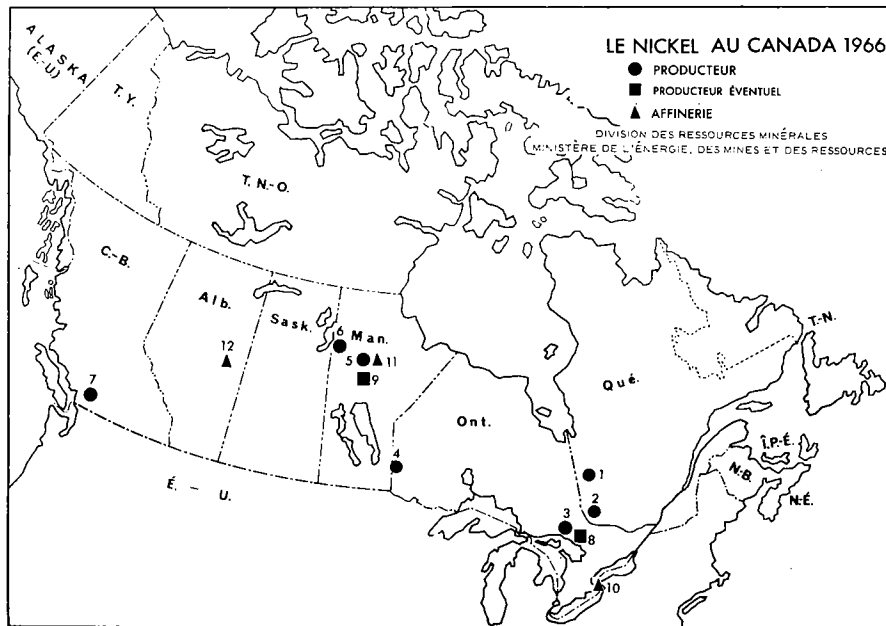 LE NICKEL AU CANADA 1966
● PRODUCTEUR
■ PRODUCTEUR ÉVENTUEL
▲ AFFINERIE
DIVISION DES RESSOURCES MINÉRALES
MINISTÈRE DE L'ÉNERGIE, DES MINES ET DES RESSOURCES
ALASKA
(É.-U.)
T.Y.
T.N.-O.
C.-B.
Alb.
Sask.
Man.
Ont.
Qué.
T.-N.
Î.P.-É.
N.-B.
N.-É.
É. - U.
12
6
5
11
9
7
4
1
2
3
8
10